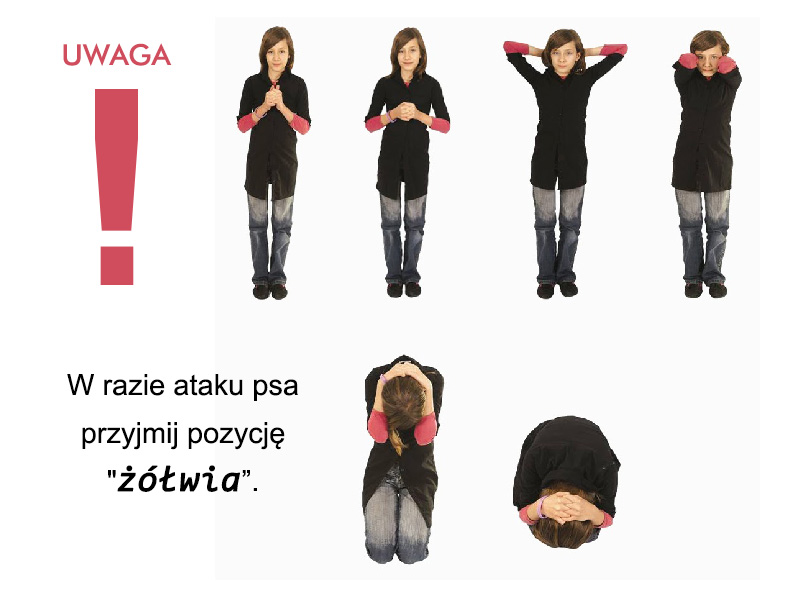 UWAGA
!
W razie ataku psa
przyjmij pozycję
"żółwia”.